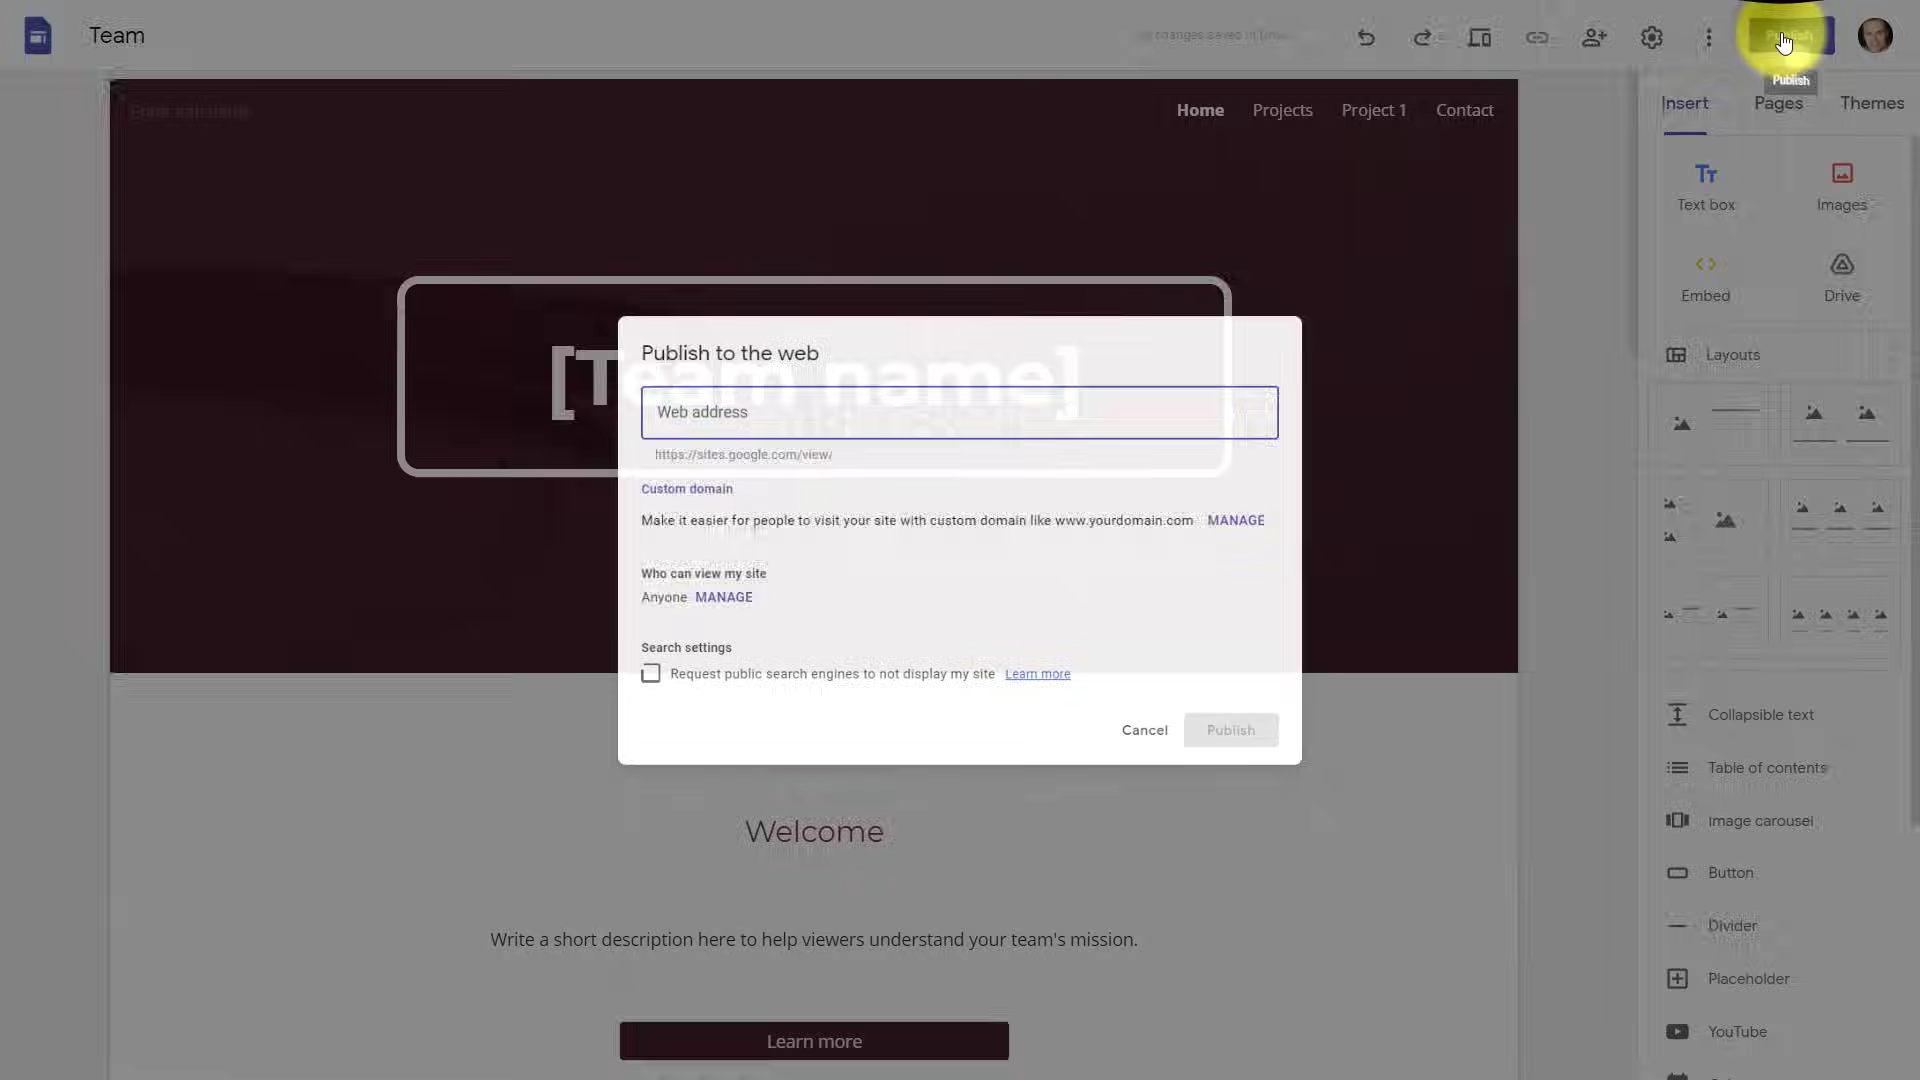 Team
Publish
Publish
Insert Pages Themes
Home Projects Project 1 Contact
Text box Images
Embed Drive
Layouts
[Team name]
Publish to the web
Web address
https://sites.google.com/view/
Custom domain
Make it easier for people to visit your site with custom domain like www.yourdomain.com MANAGE
Who can view my site
Anyone MANAGE
Search settings
Request public search engines to not display my site Learn more
Cancel Publish
Collapsible text
Table of contents
Image carousel
Button
Divider
Placeholder
YouTube
Welcome
Write a short description here to help viewers understand your team's mission.
Learn more